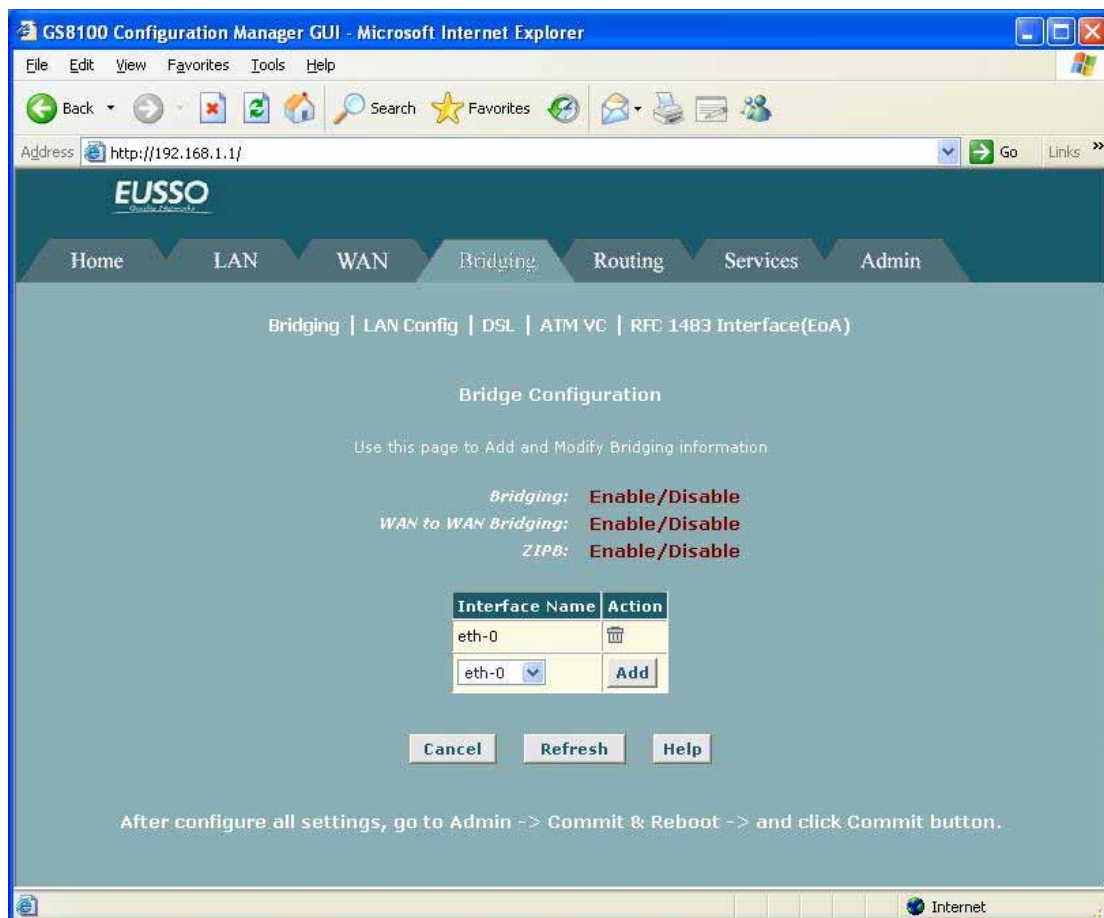 GS8100 Configuration Manager GUI - Microsoft Internet Explorer
File Edit View Favorites Tools Help
Back Search Favorites
Address http://192.168.1.1/ Go Links »
EUSSO
Quality Networks
Home LAN WAN Bridging Routing Services Admin
Bridging | LAN Config | DSL | ATM VC | RFC 1483 Interface(EoA)
Bridge Configuration
Use this page to Add and Modify Bridging information
Bridging: Enable/Disable
WAN to WAN Bridging: Enable/Disable
ZIPB: Enable/Disable
Interface Name Action
eth-0
eth-0 Add
Cancel Refresh Help
After configure all settings, go to Admin -> Commit & Reboot -> and click Commit button.
Internet